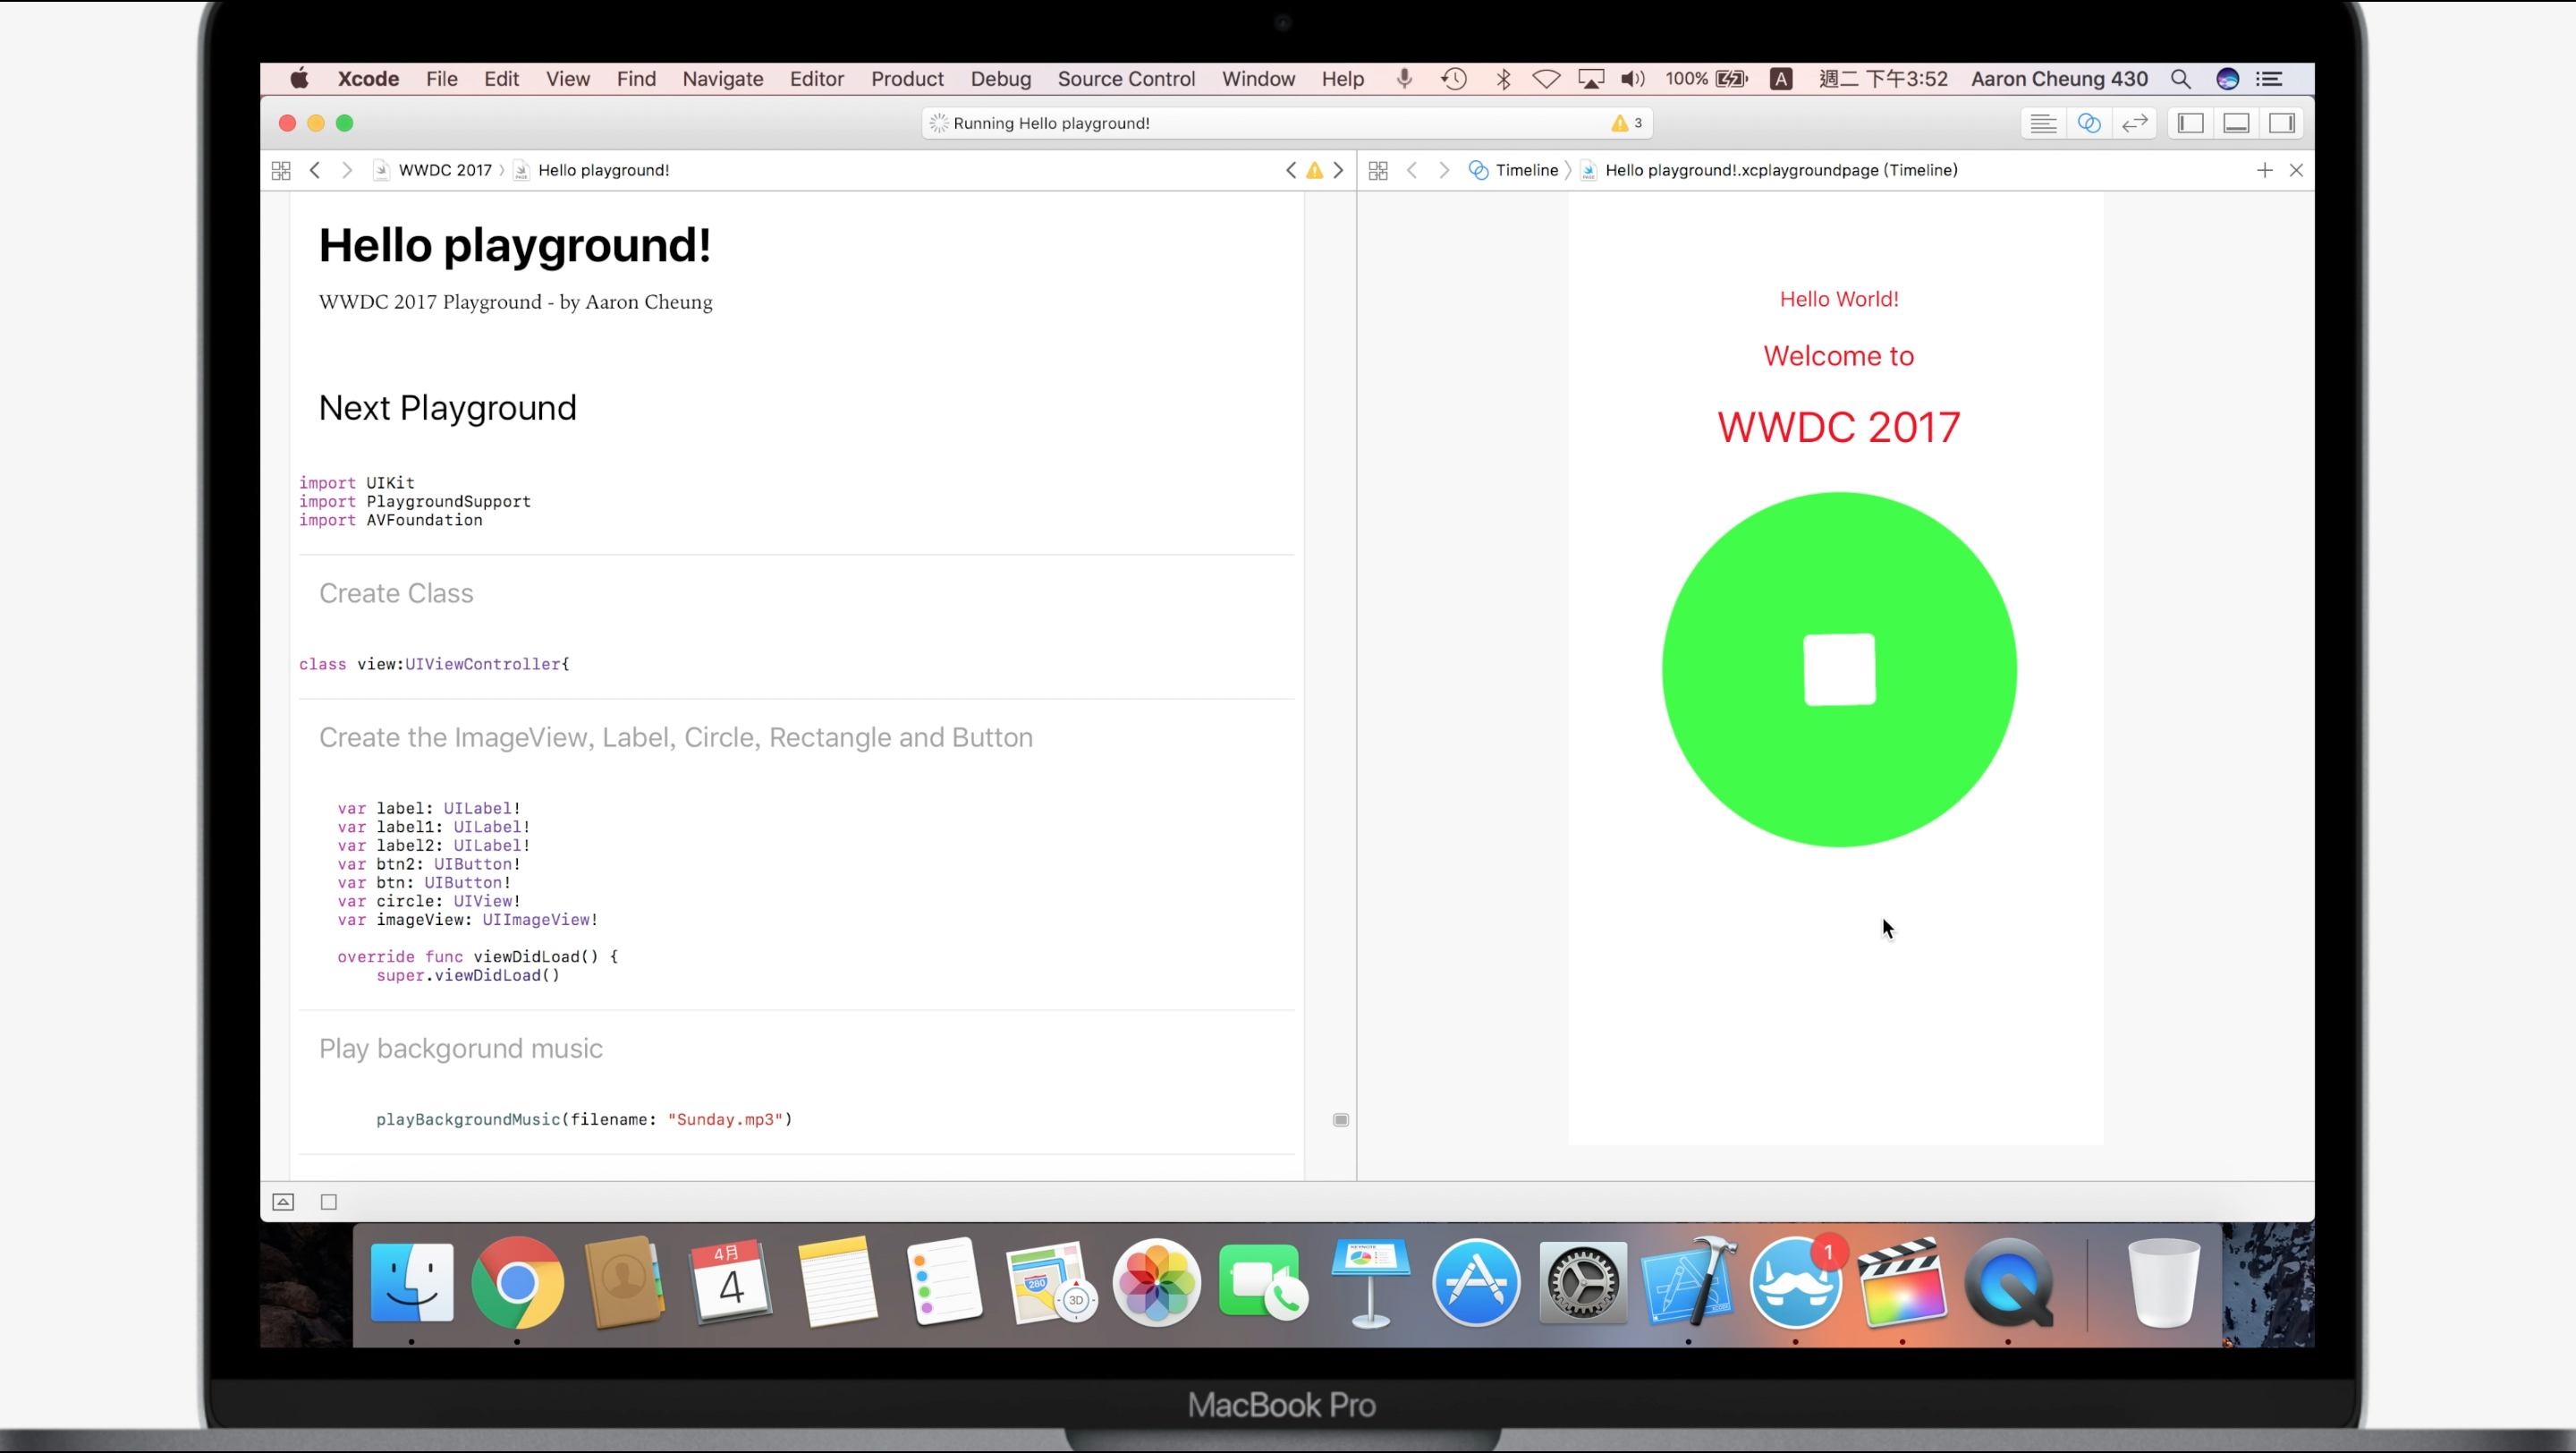 Xcode File Edit View Find Navigate Editor Product Debug Source Control Window Help 100% A 週二 下午3:52 Aaron Cheung 430
Running Hello playground! 3
WWDC 2017 Hello playground!
Timeline Hello playground!.xcplaygroundpage (Timeline)
Hello playground!
WWDC 2017 Playground - by Aaron Cheung
Next Playground
import UIKit
import PlaygroundSupport
import AVFoundation
Create Class
class view:UIViewController{
Create the ImageView, Label, Circle, Rectangle and Button
var label: UILabel!
var label1: UILabel!
var label2: UILabel!
var btn2: UIButton!
var btn: UIButton!
var circle: UIView!
var imageView: UIImageView!
override func viewDidLoad() {
super.viewDidLoad()
Play backgorund music
playBackgroundMusic(filename: "Sunday.mp3")
Hello World!
Welcome to
WWDC 2017
4月
4
280
3D
KEYNOTE
1
MacBook Pro